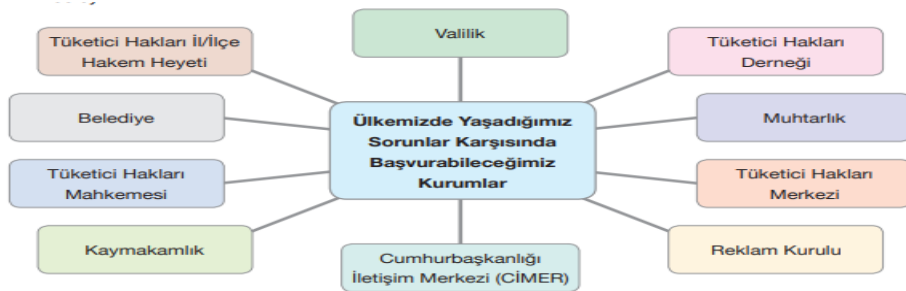 Valilik
Tüketici Hakları İl/İlçe
Hakem Heyeti
Tüketici Hakları
Derneği
Belediye
Ülkemizde Yaşadığımız
Sorunlar Karşısında
Başvurabileceğimiz
Kurumlar
Muhtarlık
Tüketici Hakları
Mahkemesi
Tüketici Hakları
Merkezi
Kaymakamlık
Cumhurbaşkanlığı
İletişim Merkezi (CİMER)
Reklam Kurulu